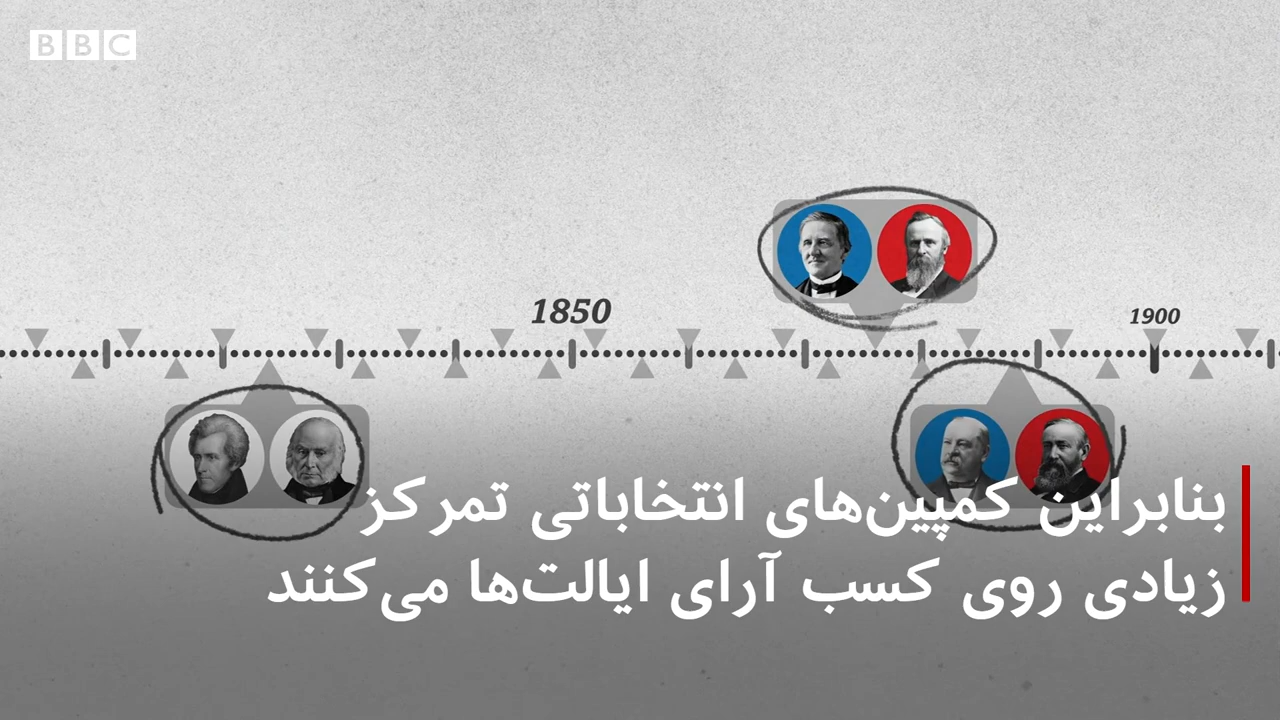 BBC
1850
1900
بنابراین کمپین‌های انتخاباتی تمرکز
زیادی روی کسب آرای ایالت‌ها می‌کنند